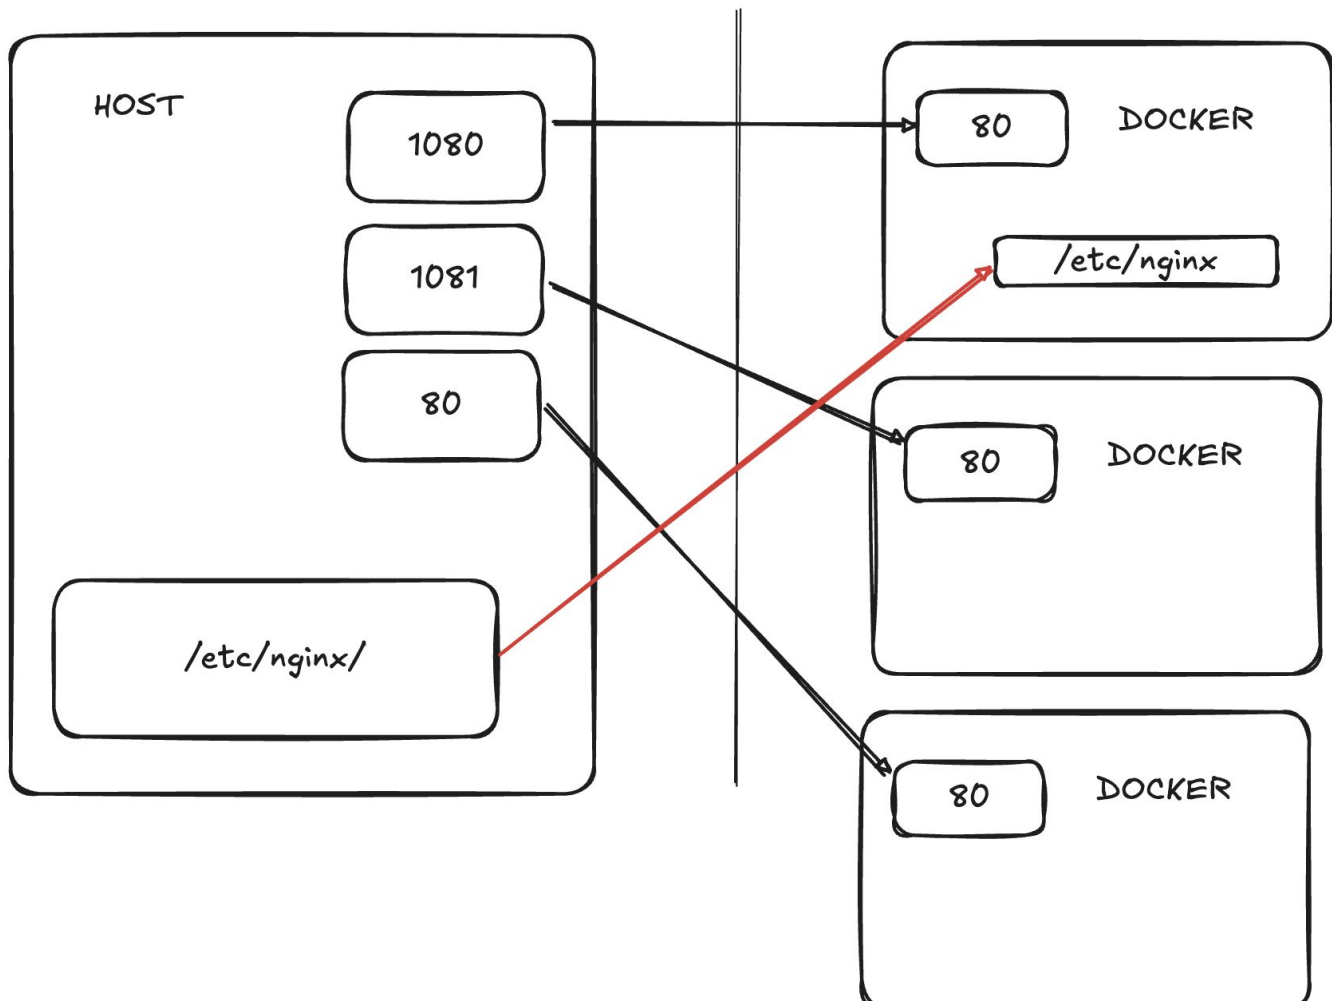 HOST
1080
1081
80
/etc/nginx/
80
DOCKER
/etc/nginx
80
DOCKER
80
DOCKER